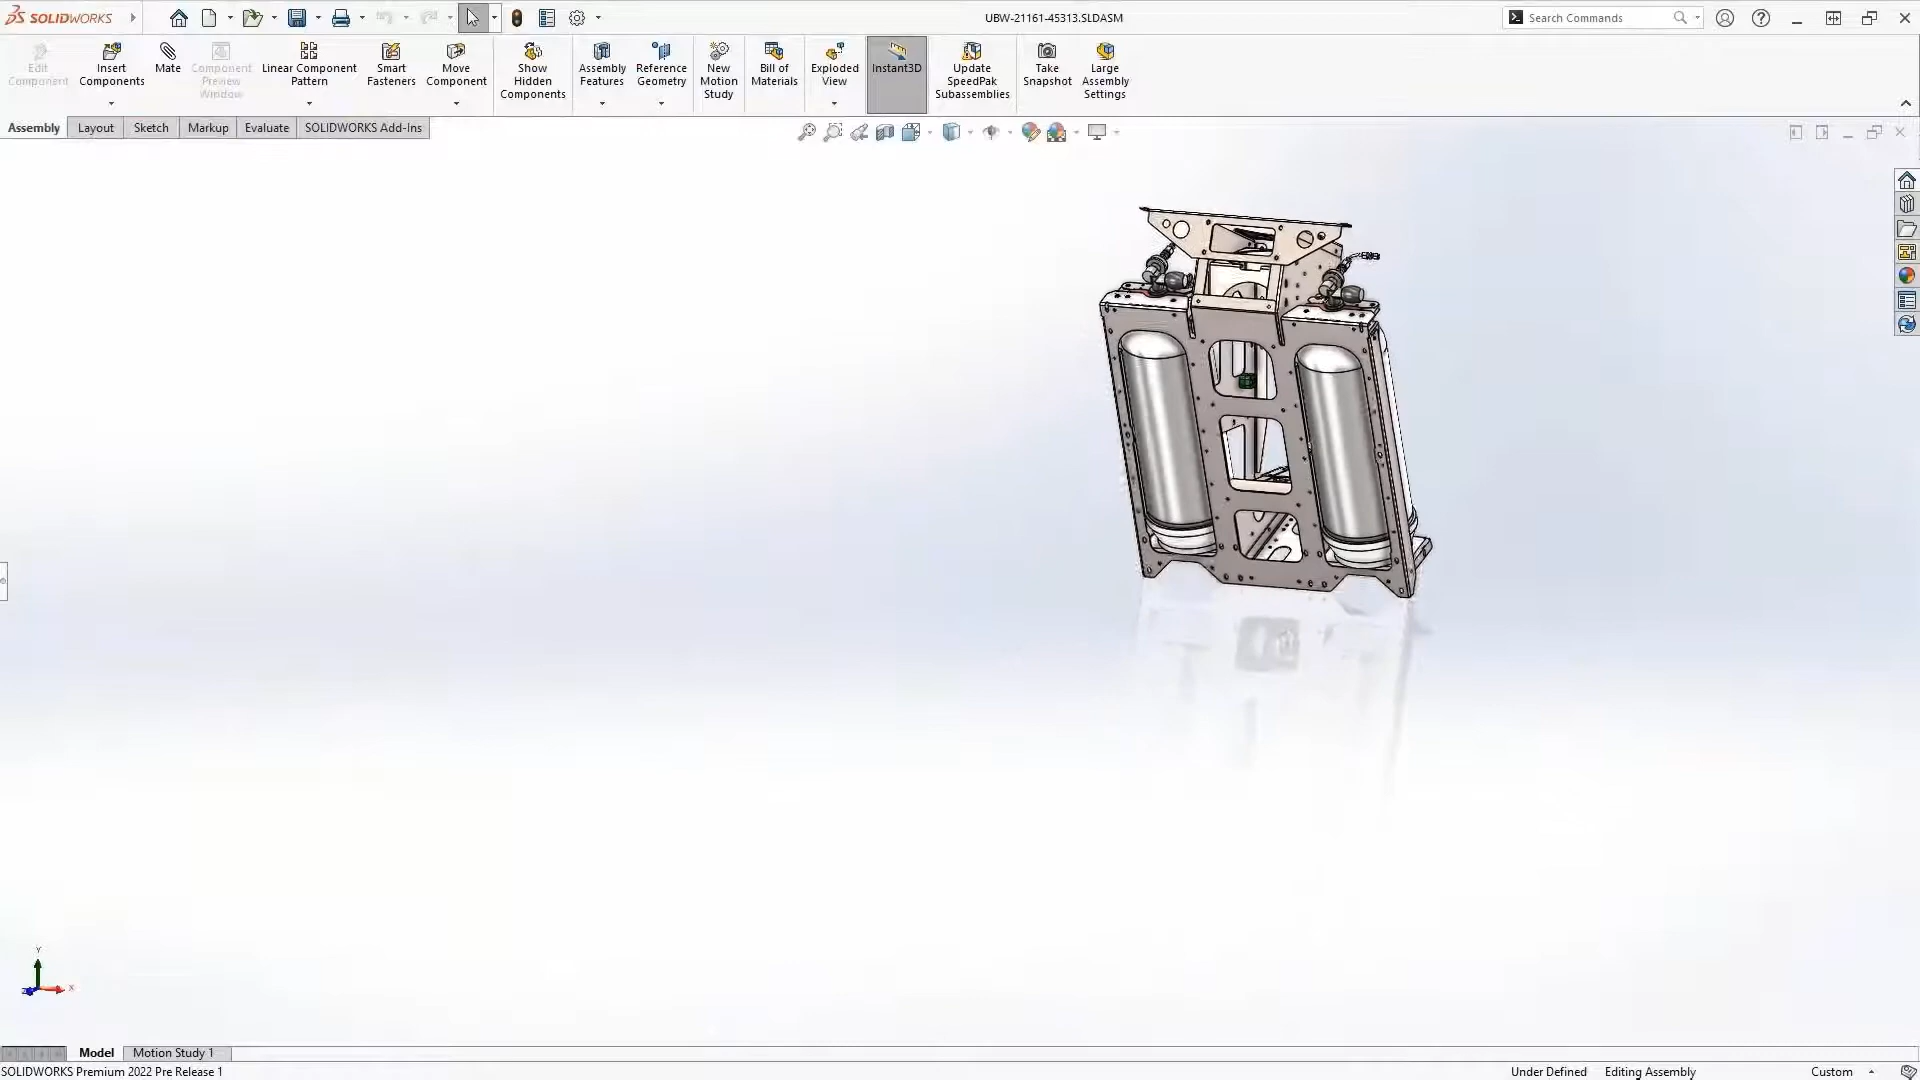 SOLIDWORKS
UBW-21161-45313.SLDASM
Search Commands
Edit Component
Insert Components
Mate
Component Preview Window
Linear Component Pattern
Smart Fasteners
Move Component
Show Hidden Components
Assembly Features
Reference Geometry
New Motion Study
Bill of Materials
Exploded View
Instant3D
Update SpeedPak Subassemblies
Take Snapshot
Large Assembly Settings
Assembly
Layout
Sketch
Markup
Evaluate
SOLIDWORKS Add-Ins
Y
Z
X
Model
Motion Study 1
SOLIDWORKS Premium 2022 Pre Release 1
Under Defined
Editing Assembly
Custom